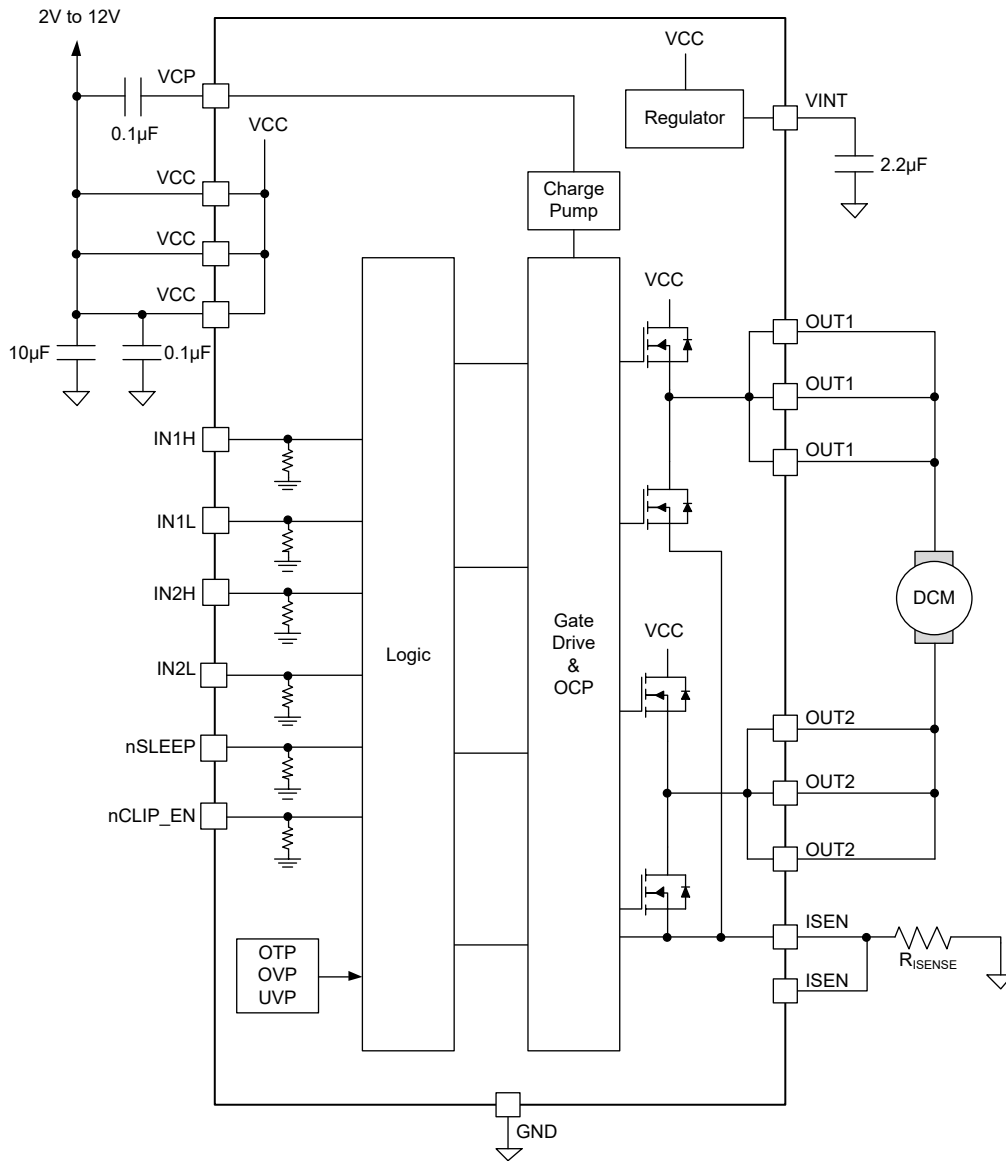 2V to 12V
VCP
0.1µF
VCC
VCC
VCC
VCC
10µF
0.1µF
IN1H
IN1L
IN2H
IN2L
nSLEEP
nCLIP_EN
OTP
OVP
UVP
Logic
Charge
Pump
Gate
Drive
&
OCP
VCC
Regulator
VINT
2.2µF
VCC
OUT1
OUT1
OUT1
DCM
VCC
OUT2
OUT2
OUT2
ISEN
ISEN
RISENSE
GND